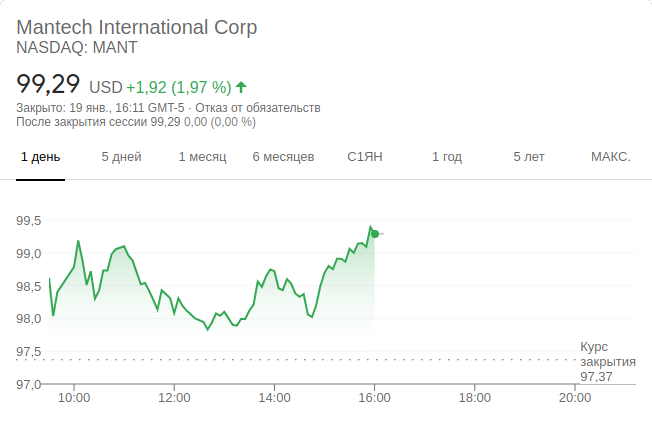 Mantech International Corp
NASDAQ: MANT
99,29 USD +1,92 (1,97 %)
Закрыто: 19 янв., 16:11 GMT-5 · Отказ от обязательств
После закрытия сессии 99,29 0,00 (0,00 %)
1 день 5 дней 1 месяц 6 месяцев С1ЯН 1 год 5 лет МАКС.
99,5
99,0
98,5
98,0
97,5
97,0
Курс
закрытия
97,37
10:00 12:00 14:00 16:00 18:00 20:00